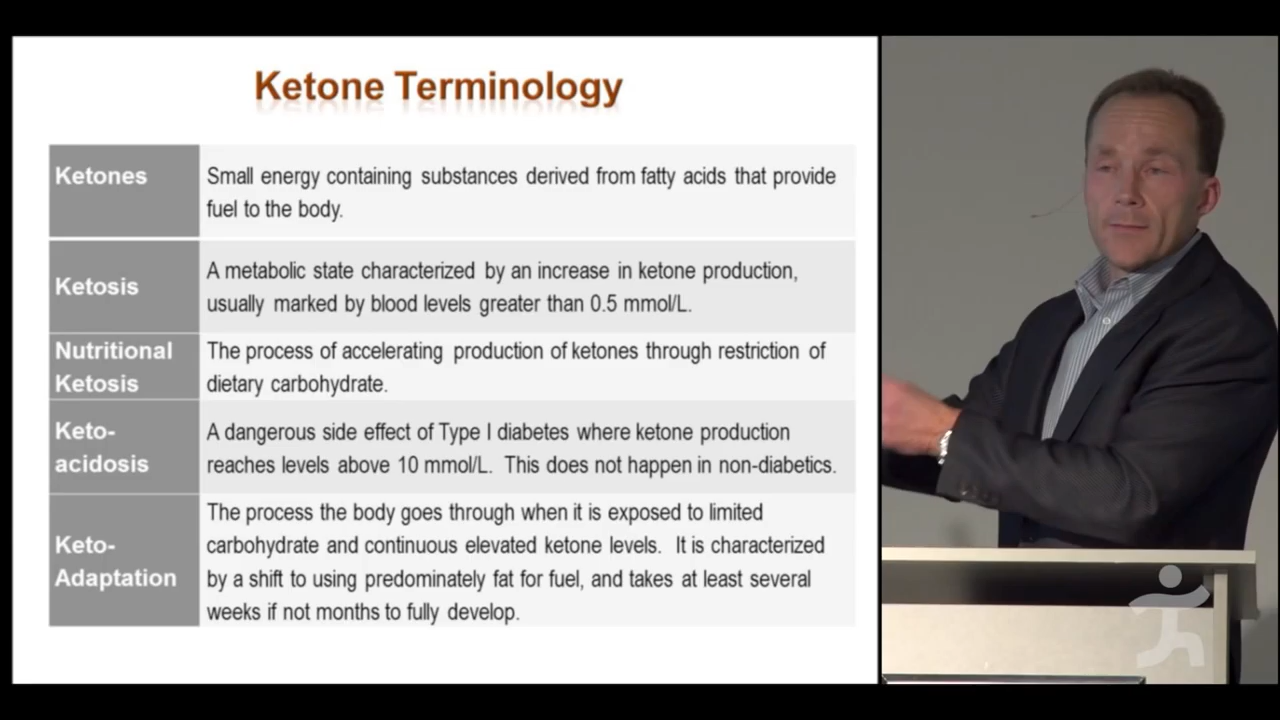 Ketone Terminology
Ketones
Small energy containing substances derived from fatty acids that provide
fuel to the body.
Ketosis
A metabolic state characterized by an increase in ketone production,
usually marked by blood levels greater than 0.5 mmol/L.
Nutritional
Ketosis
The process of accelerating production of ketones through restriction of
dietary carbohydrate.
Keto-
acidosis
A dangerous side effect of Type I diabetes where ketone production
reaches levels above 10 mmol/L. This does not happen in non-diabetics.
Keto-
Adaptation
The process the body goes through when it is exposed to limited
carbohydrate and continuous elevated ketone levels. It is characterized
by a shift to using predominately fat for fuel, and takes at least several
weeks if not months to fully develop.